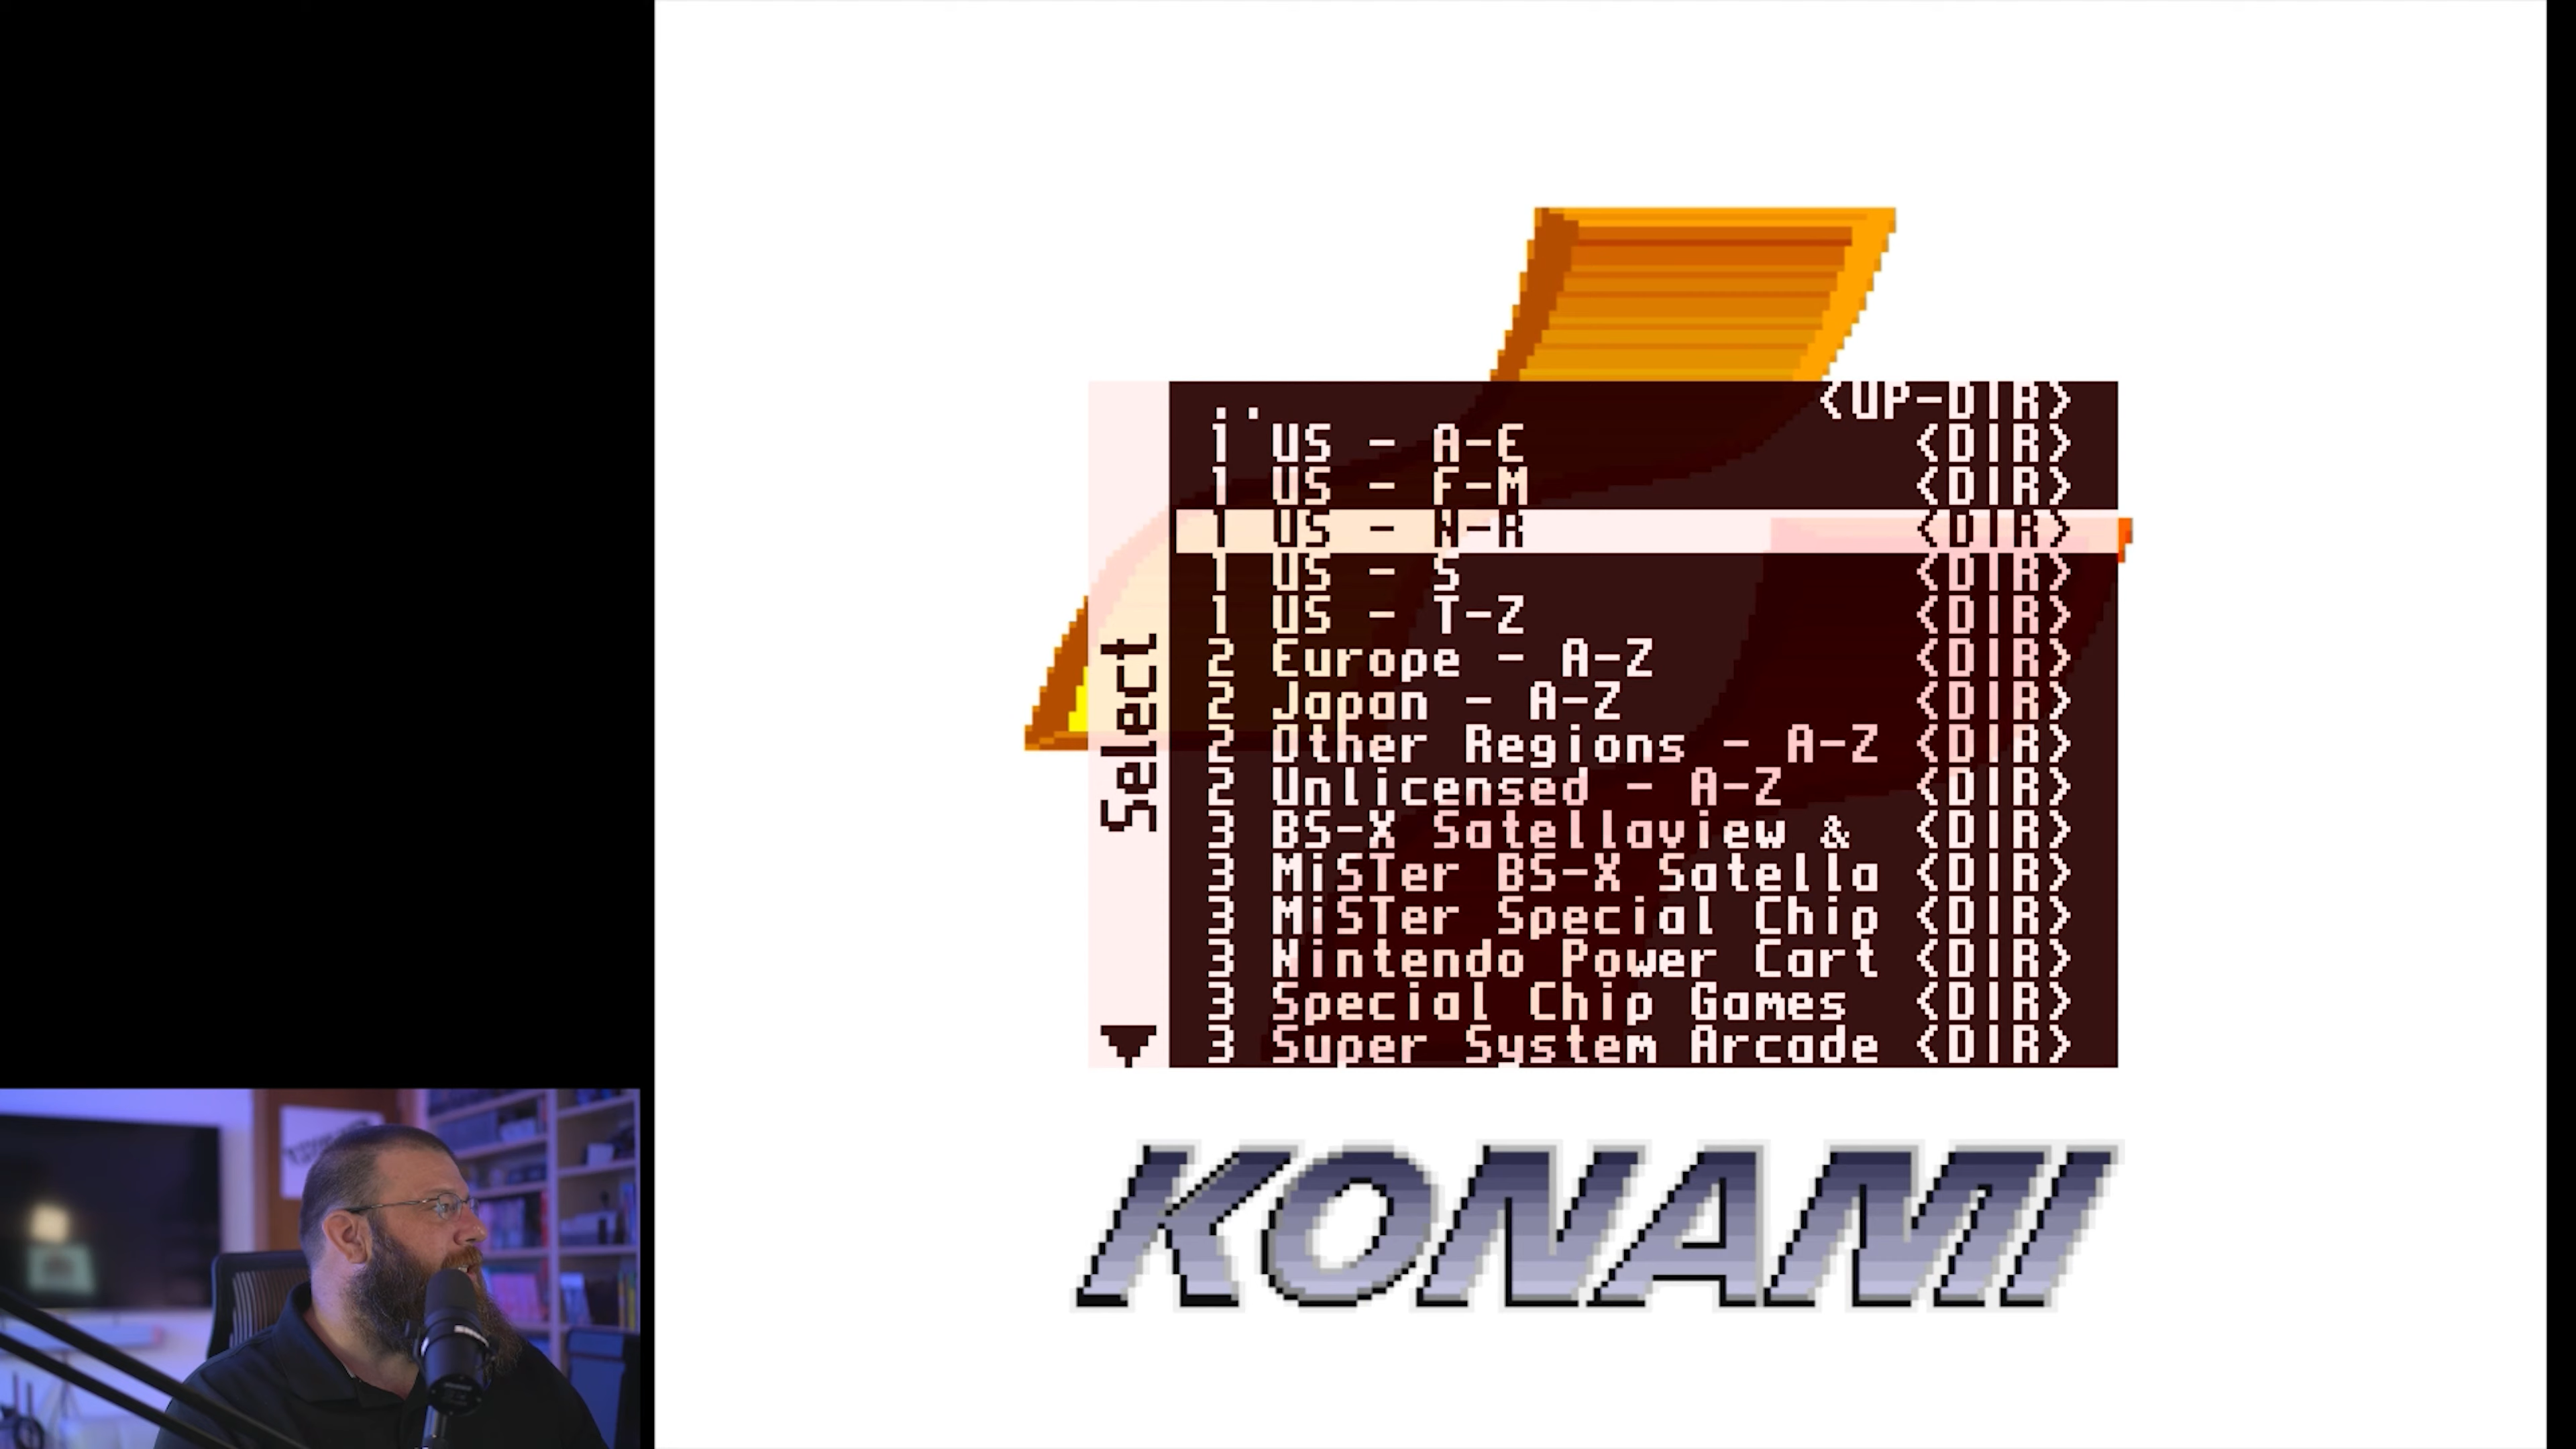 .. <UP-DIR>
1 US - A-E <DIR>
1 US - F-M <DIR>
1 US - N-R <DIR>
1 US - S <DIR>
1 US - T-Z <DIR>
2 Europe - A-Z <DIR>
2 Japan - A-Z <DIR>
2 Other Regions - A-Z <DIR>
2 Unlicensed - A-Z <DIR>
3 BS-X Satellaview & <DIR>
3 MiSTer BS-X Satella <DIR>
3 MiSTer Special Chip <DIR>
3 Nintendo Power Cart <DIR>
3 Special Chip Games <DIR>
3 Super System Arcade <DIR>
Select
KONAMI